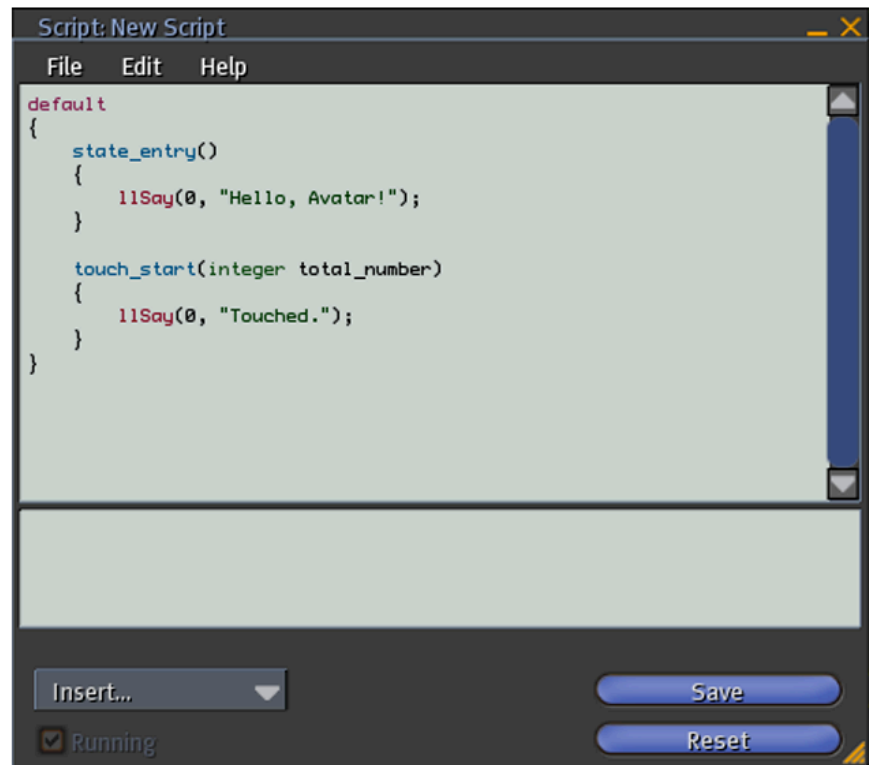 Script: New Script
File Edit Help
default
{
    state_entry()
    {
        llSay(0, "Hello, Avatar!");
    }

    touch_start(integer total_number)
    {
        llSay(0, "Touched.");
    }
}
Insert...
Save
Running
Reset